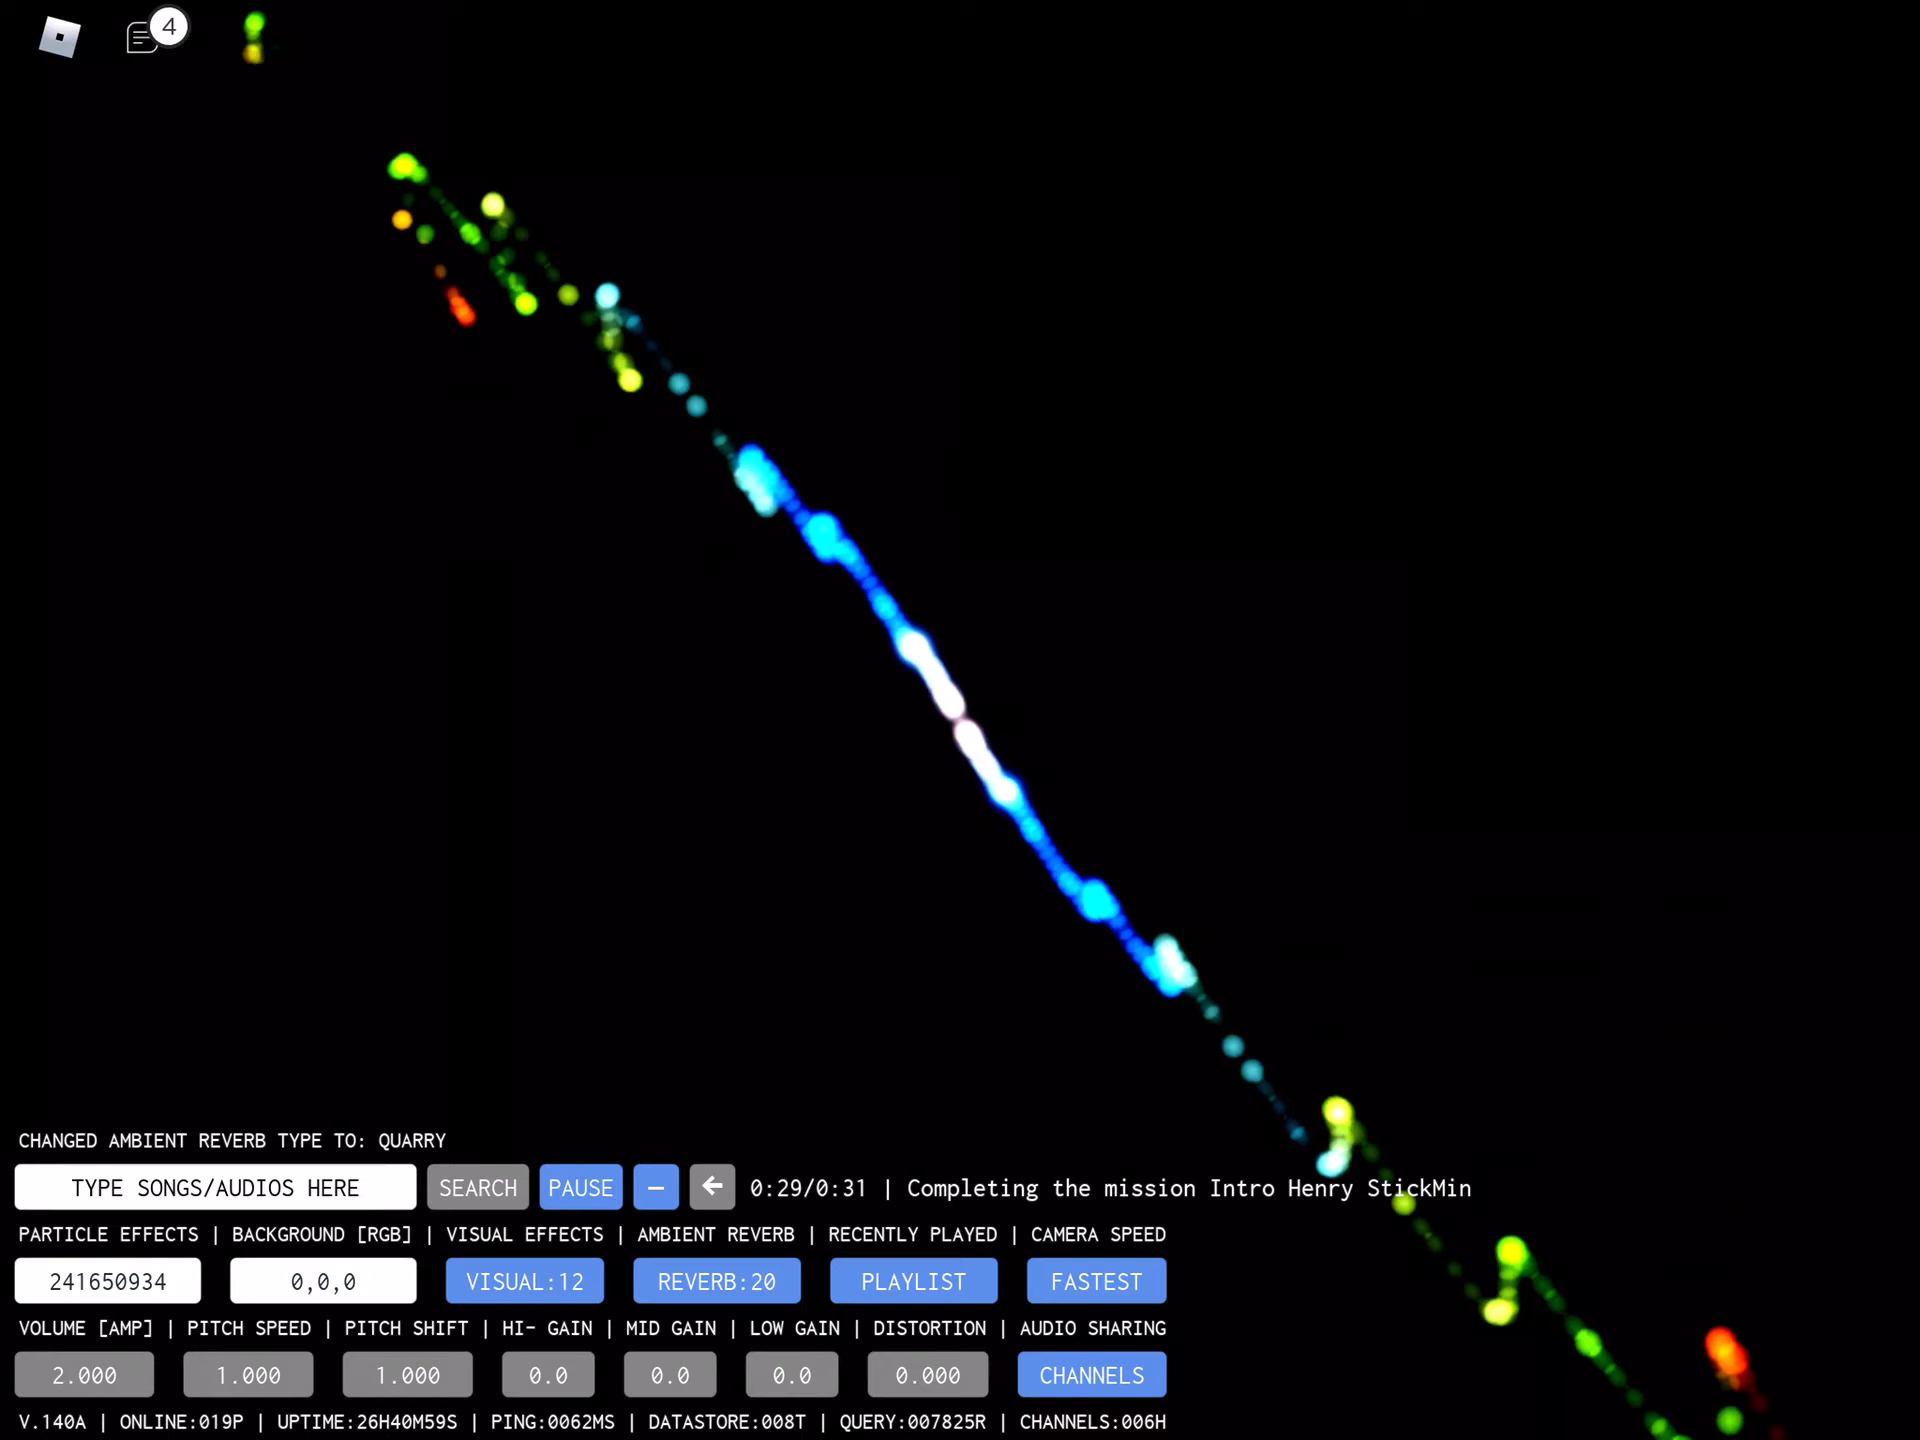 4
CHANGED AMBIENT REVERB TYPE TO: QUARRY
TYPE SONGS/AUDIOS HERE SEARCH PAUSE – ← 0:29/0:31 | Completing the mission Intro Henry StickMin
PARTICLE EFFECTS | BACKGROUND [RGB] | VISUAL EFFECTS | AMBIENT REVERB | RECENTLY PLAYED | CAMERA SPEED
241650934 0,0,0 VISUAL:12 REVERB:20 PLAYLIST FASTEST
VOLUME [AMP] | PITCH SPEED | PITCH SHIFT | HI- GAIN | MID GAIN | LOW GAIN | DISTORTION | AUDIO SHARING
2.000 1.000 1.000 0.0 0.0 0.0 0.000 CHANNELS
V.140A | ONLINE:019P | UPTIME:26H40M59S | PING:0062MS | DATASTORE:008T | QUERY:007825R | CHANNELS:006H